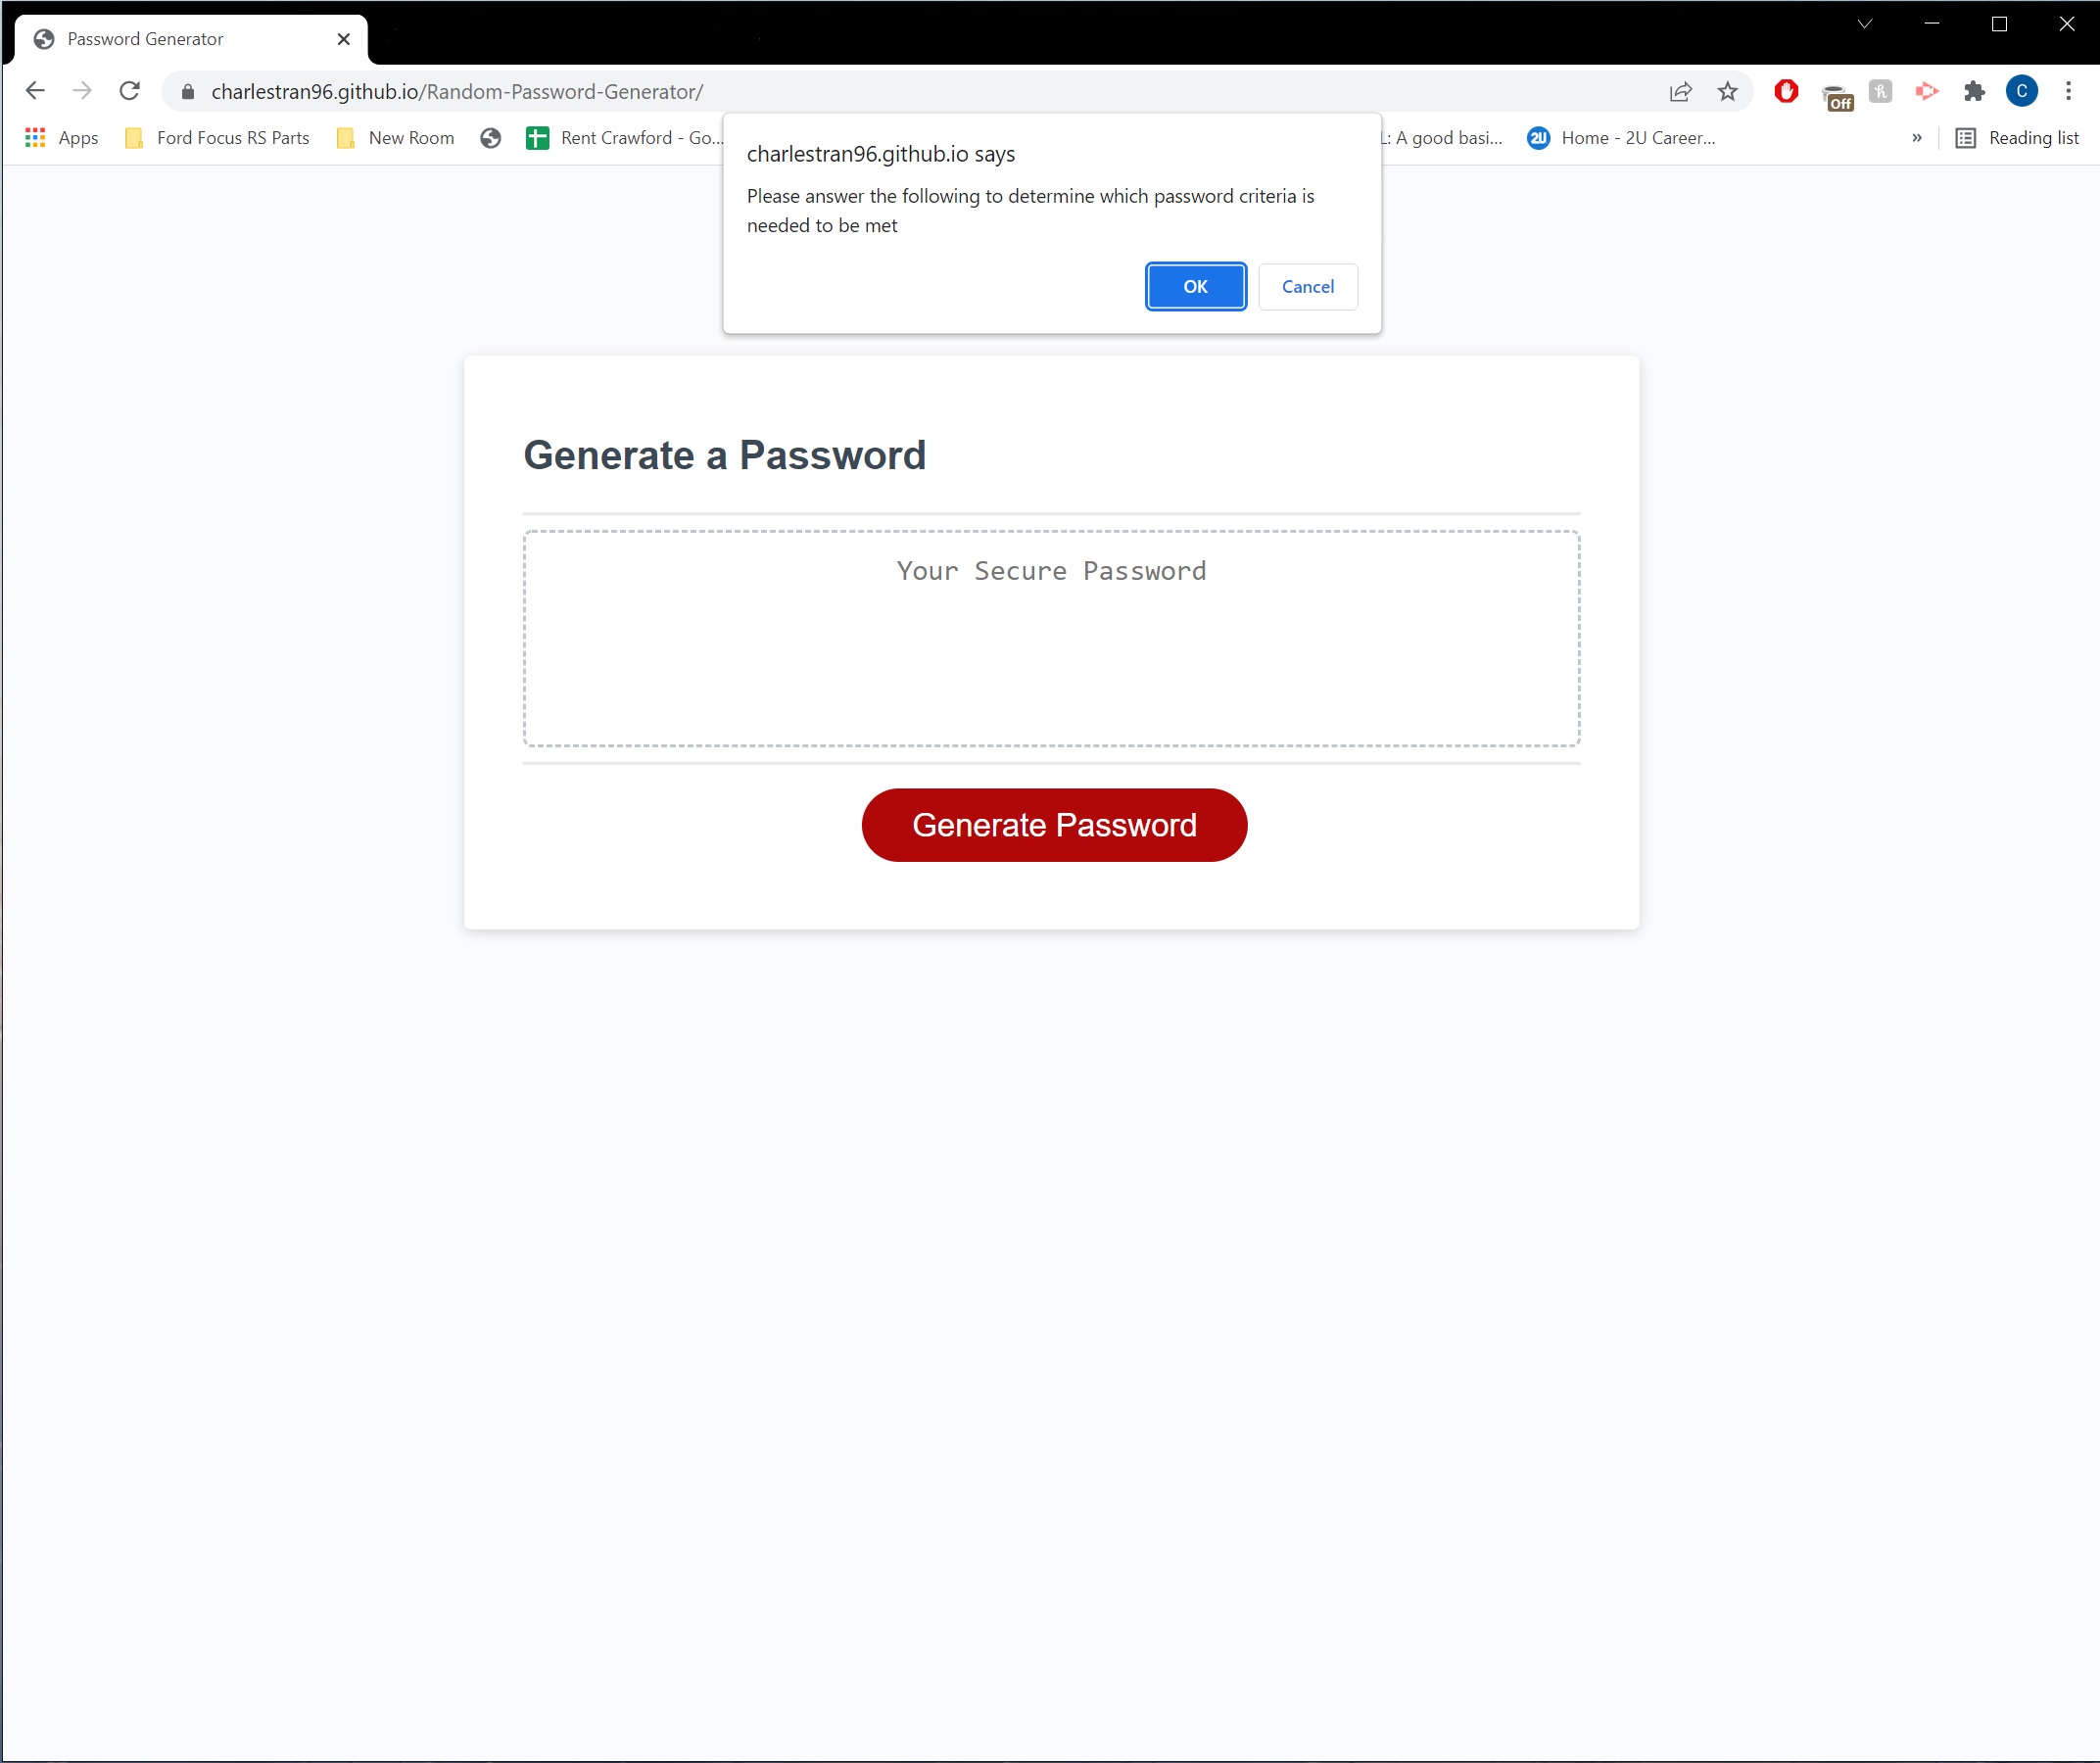 Password Generator
charlestran96.github.io/Random-Password-Generator/
Off
C
Apps
Ford Focus RS Parts
New Room
Rent Crawford - Go...
L: A good basi...
2U
Home - 2U Career...
»
Reading list
charlestran96.github.io says
Please answer the following to determine which password criteria is
needed to be met
OK
Cancel
Generate a Password
Your Secure Password
Generate Password